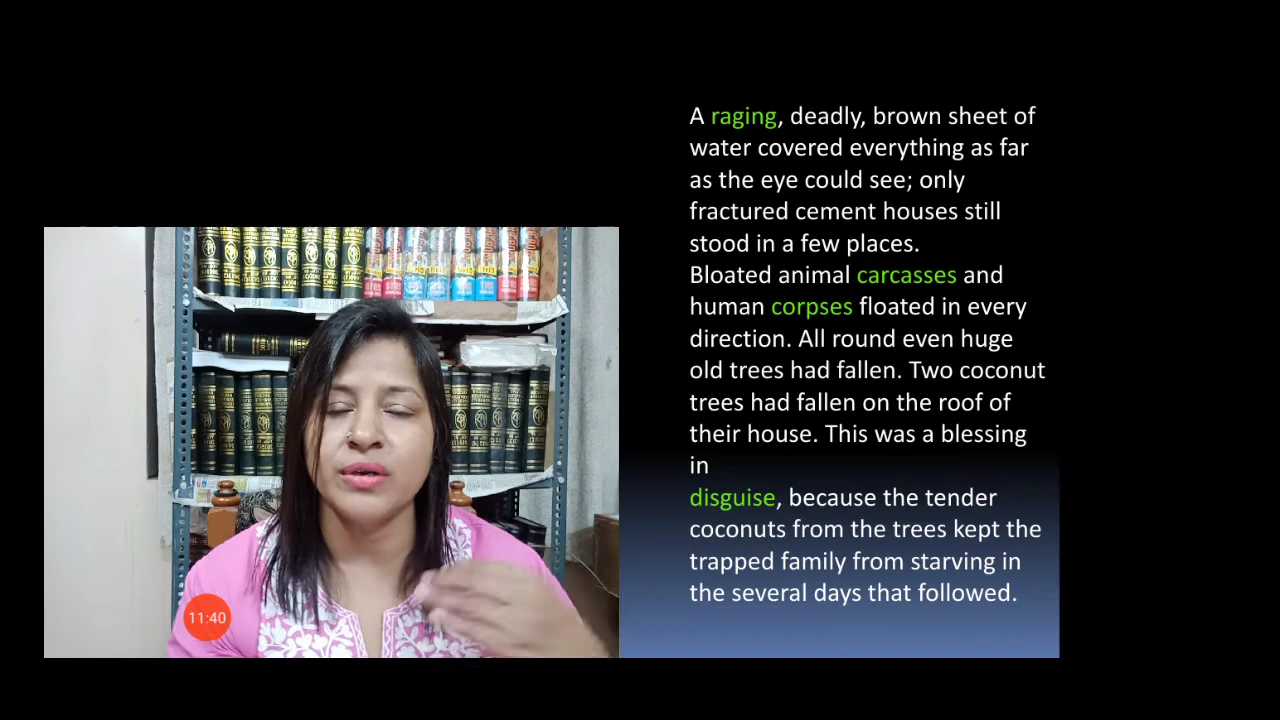 A raging, deadly, brown sheet of
water covered everything as far
as the eye could see; only
fractured cement houses still
stood in a few places.
Bloated animal carcasses and
human corpses floated in every
direction. All round even huge
old trees had fallen. Two coconut
trees had fallen on the roof of
their house. This was a blessing
in
disguise, because the tender
coconuts from the trees kept the
trapped family from starving in
the several days that followed.
11:40